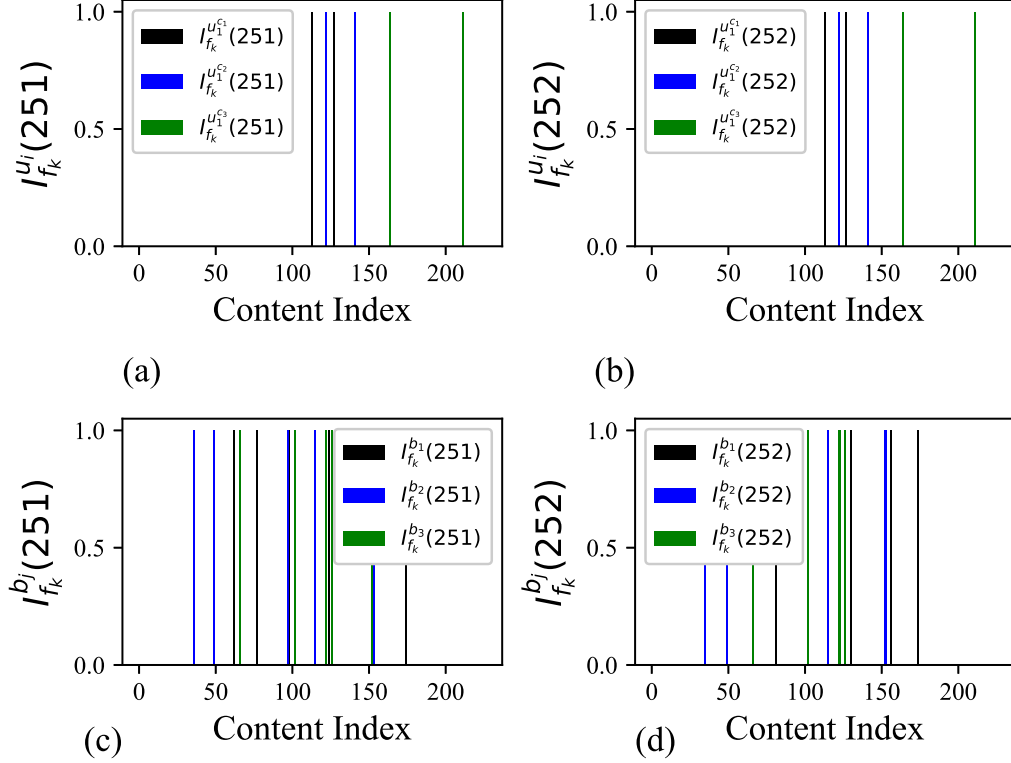 1.0
0.5
0.0
I_{f_k}^{u_i}(251)
I_{f_k}^{u_1^{c_1}}(251)
I_{f_k}^{u_1^{c_2}}(251)
I_{f_k}^{u_1^{c_3}}(251)
0 50 100 150 200
Content Index
(a)
1.0
0.5
0.0
I_{f_k}^{u_i}(252)
I_{f_k}^{u_1^{c_1}}(252)
I_{f_k}^{u_1^{c_2}}(252)
I_{f_k}^{u_1^{c_3}}(252)
0 50 100 150 200
Content Index
(b)
1.0
0.5
0.0
I_{f_k}^{b_j}(251)
I_{f_k}^{b_1}(251)
I_{f_k}^{b_2}(251)
I_{f_k}^{b_3}(251)
0 50 100 150 200
Content Index
(c)
1.0
0.5
0.0
I_{f_k}^{b_j}(252)
I_{f_k}^{b_1}(252)
I_{f_k}^{b_2}(252)
I_{f_k}^{b_3}(252)
0 50 100 150 200
Content Index
(d)